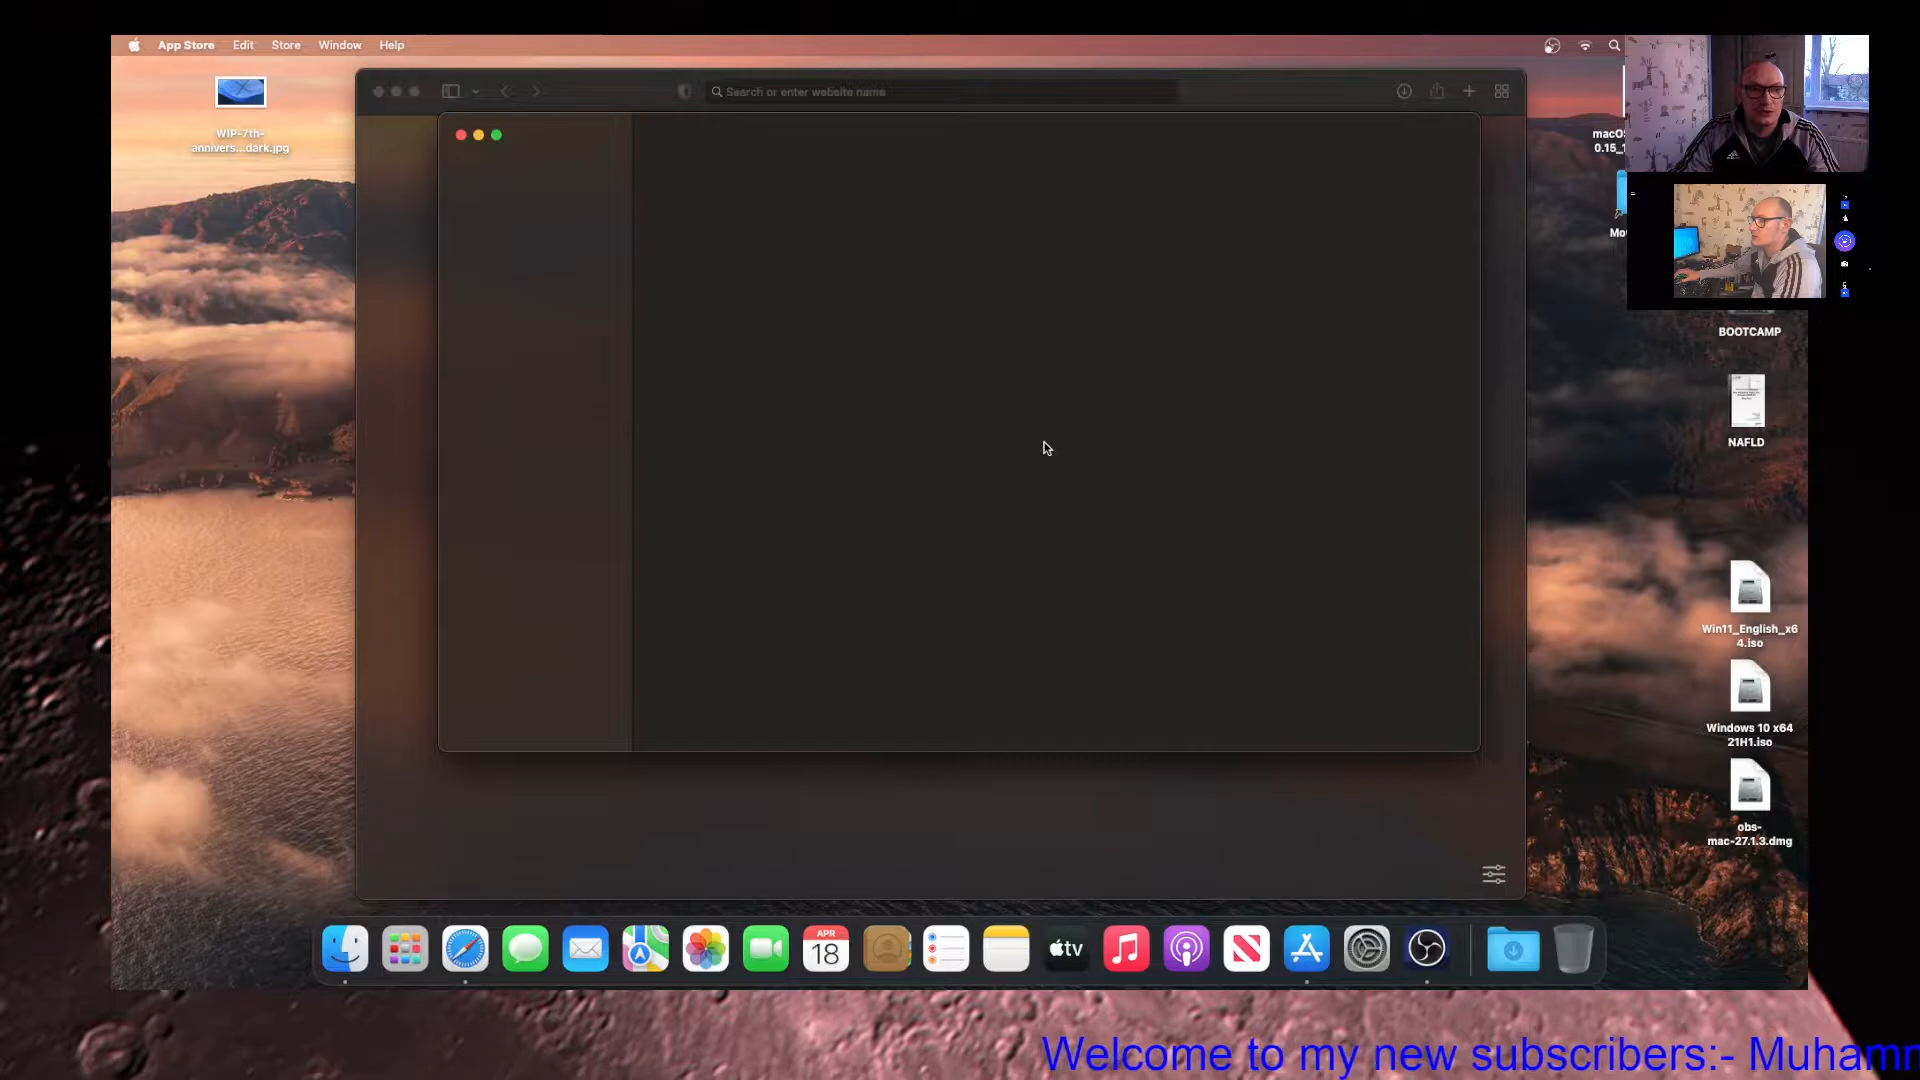 App Store Edit Store Window Help
Search or enter website name
WIP-7th-
annivers...dark.jpg
BOOTCAMP
NAFLD
Win11_English_x6
4.iso
Windows 10 x64
21H1.iso
obs-
mac-27.1.3.dmg
APR
18
tv
Welcome to my new subscribers:-